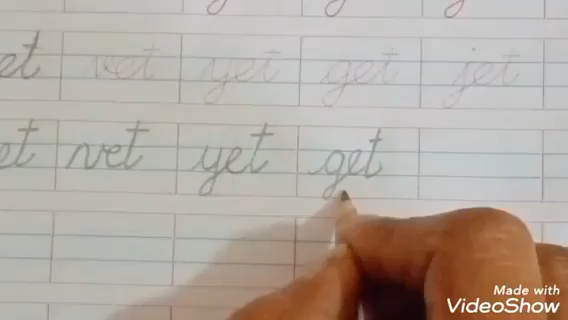 et vet yet get jet
et vet yet get
Made with
VideoShow